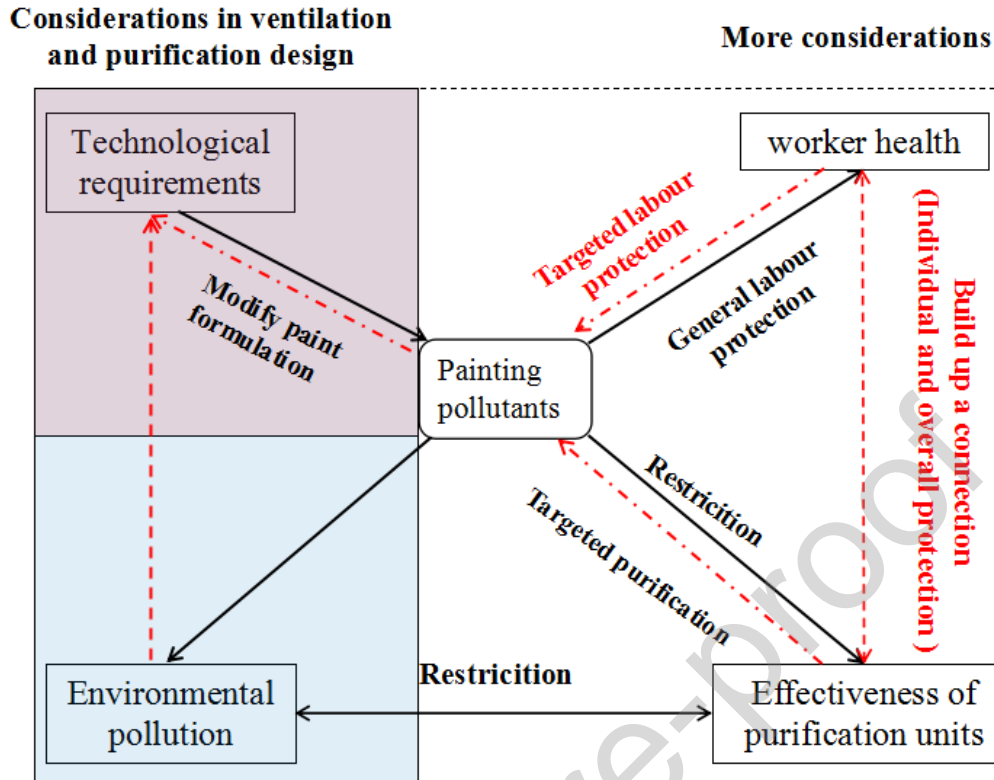 Considerations in ventilation
and purification design
More considerations
Technological
requirements
worker health
Targeted labour
protection
General labour
protection
Modify paint
formulation
Painting
pollutants
Build up a connection
(Individual and overall protection )
Restricition
Targeted purification
Restricition
Environmental
pollution
Effectiveness of
purification units
re-proof